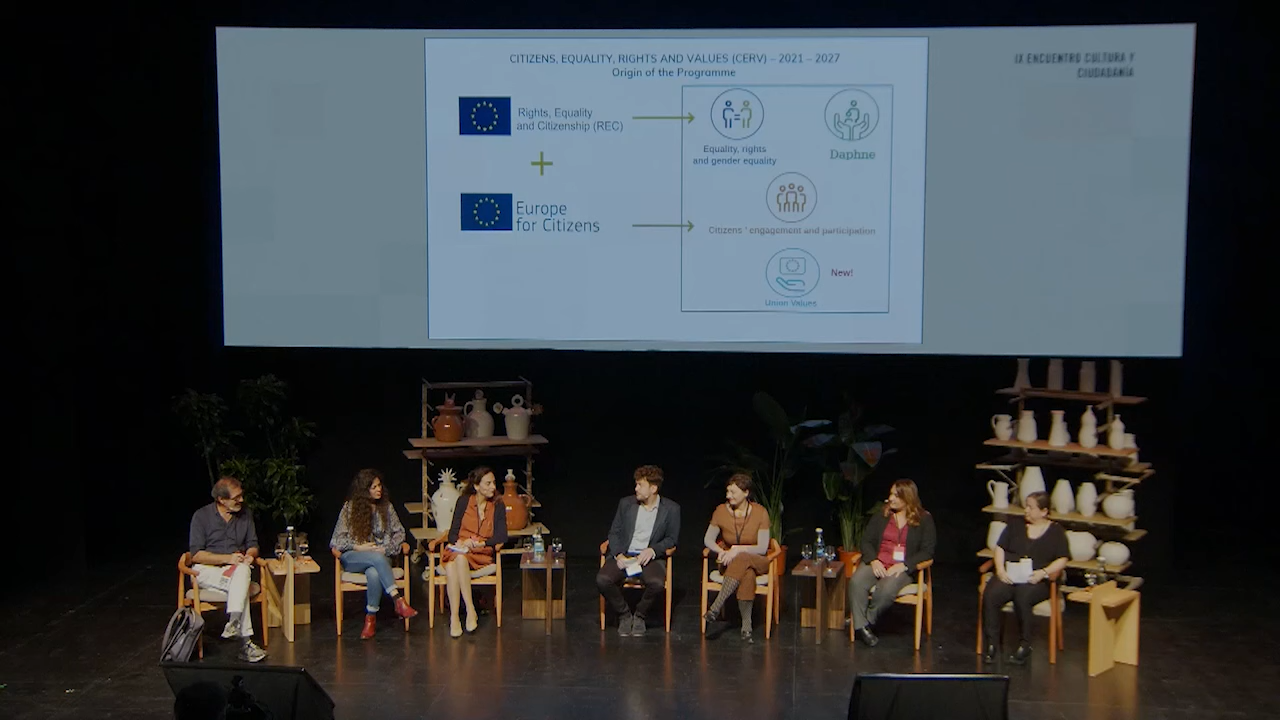 CITIZENS, EQUALITY, RIGHTS AND VALUES (CERV) – 2021 – 2027
Origin of the Programme
IX ENCUENTRO CULTURA Y
CIUDADANÍA
Rights, Equality
and Citizenship (REC)
+
Europe
for Citizens
Equality, rights
and gender equality
Daphne
Citizens ' engagement and participation
New!
Union Values